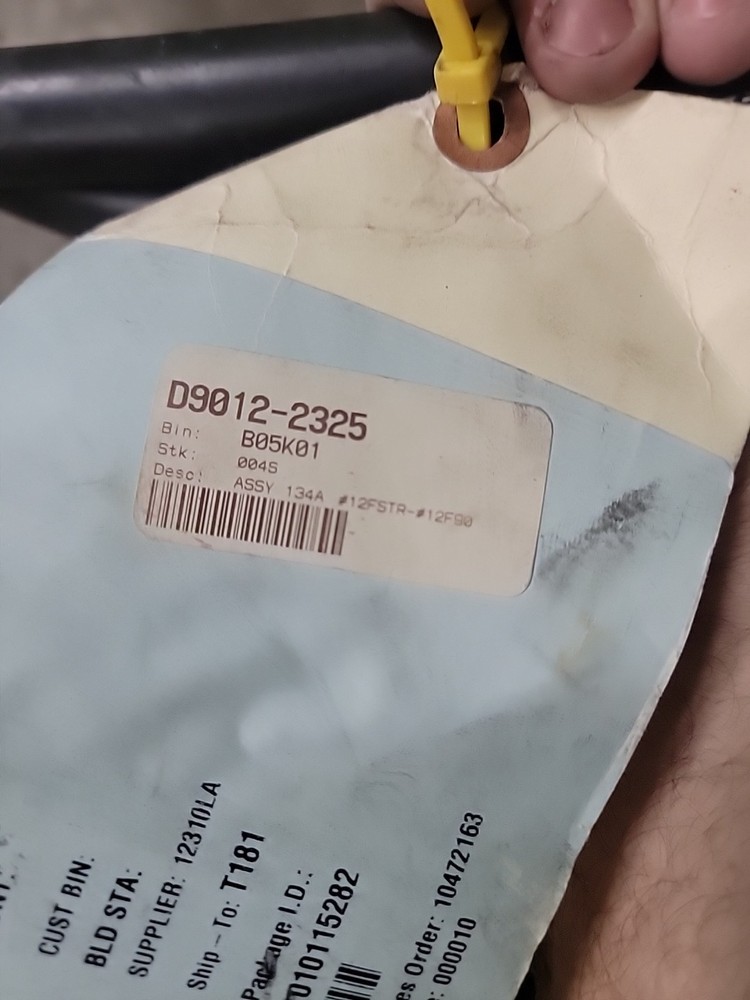 D9012-2325
Bin: B05K01
Stk: 004S
Desc: ASSY 134A #12FSTR-#12F90
CUST BIN:
BLD STA:
SUPPLIER: 12310LA
Ship-To: T181
Package I.D.:
010115282
es Order: 10472163
: 000010